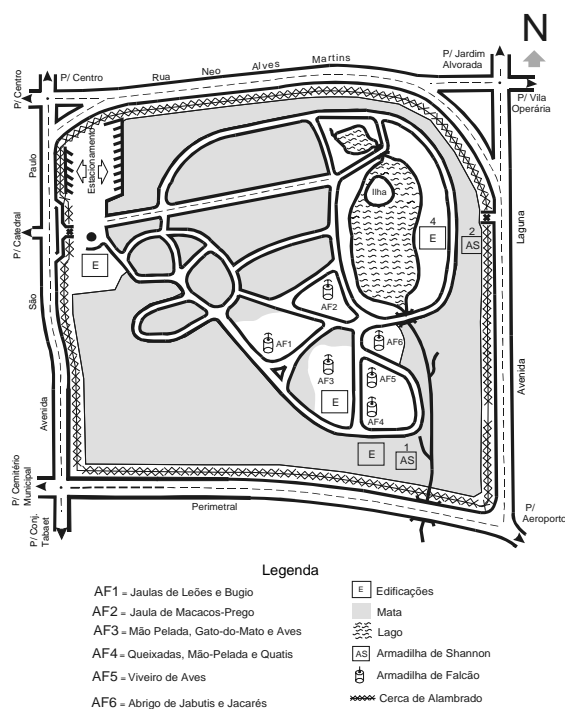 N
P/ Jardim
Alvorada
P/ Centro
P/ Centro
Rua Neo Alves Martins
P/ Vila
Operária
Estacionamento
Paulo
P/ Catedral
São
Avenida
Ilha
4
E
2
AS
Laguna
Avenida
E
AF2
AF1
AF6
AF3
AF5
E
AF4
E
1
AS
P/ Cemitério
Municipal
P/ Conj.
Tabaet
Perimetral
P/
Aeroporto
Legenda
AF1 = Jaulas de Leões e Bugio
AF2 = Jaula de Macacos-Prego
AF3 = Mão Pelada, Gato-do-Mato e Aves
AF4 = Queixadas, Mão-Pelada e Quatis
AF5 = Viveiro de Aves
AF6 = Abrigo de Jabutis e Jacarés
E Edificações
Mata
Lago
AS Armadilha de Shannon
Armadilha de Falcão
Cerca de Alambrado